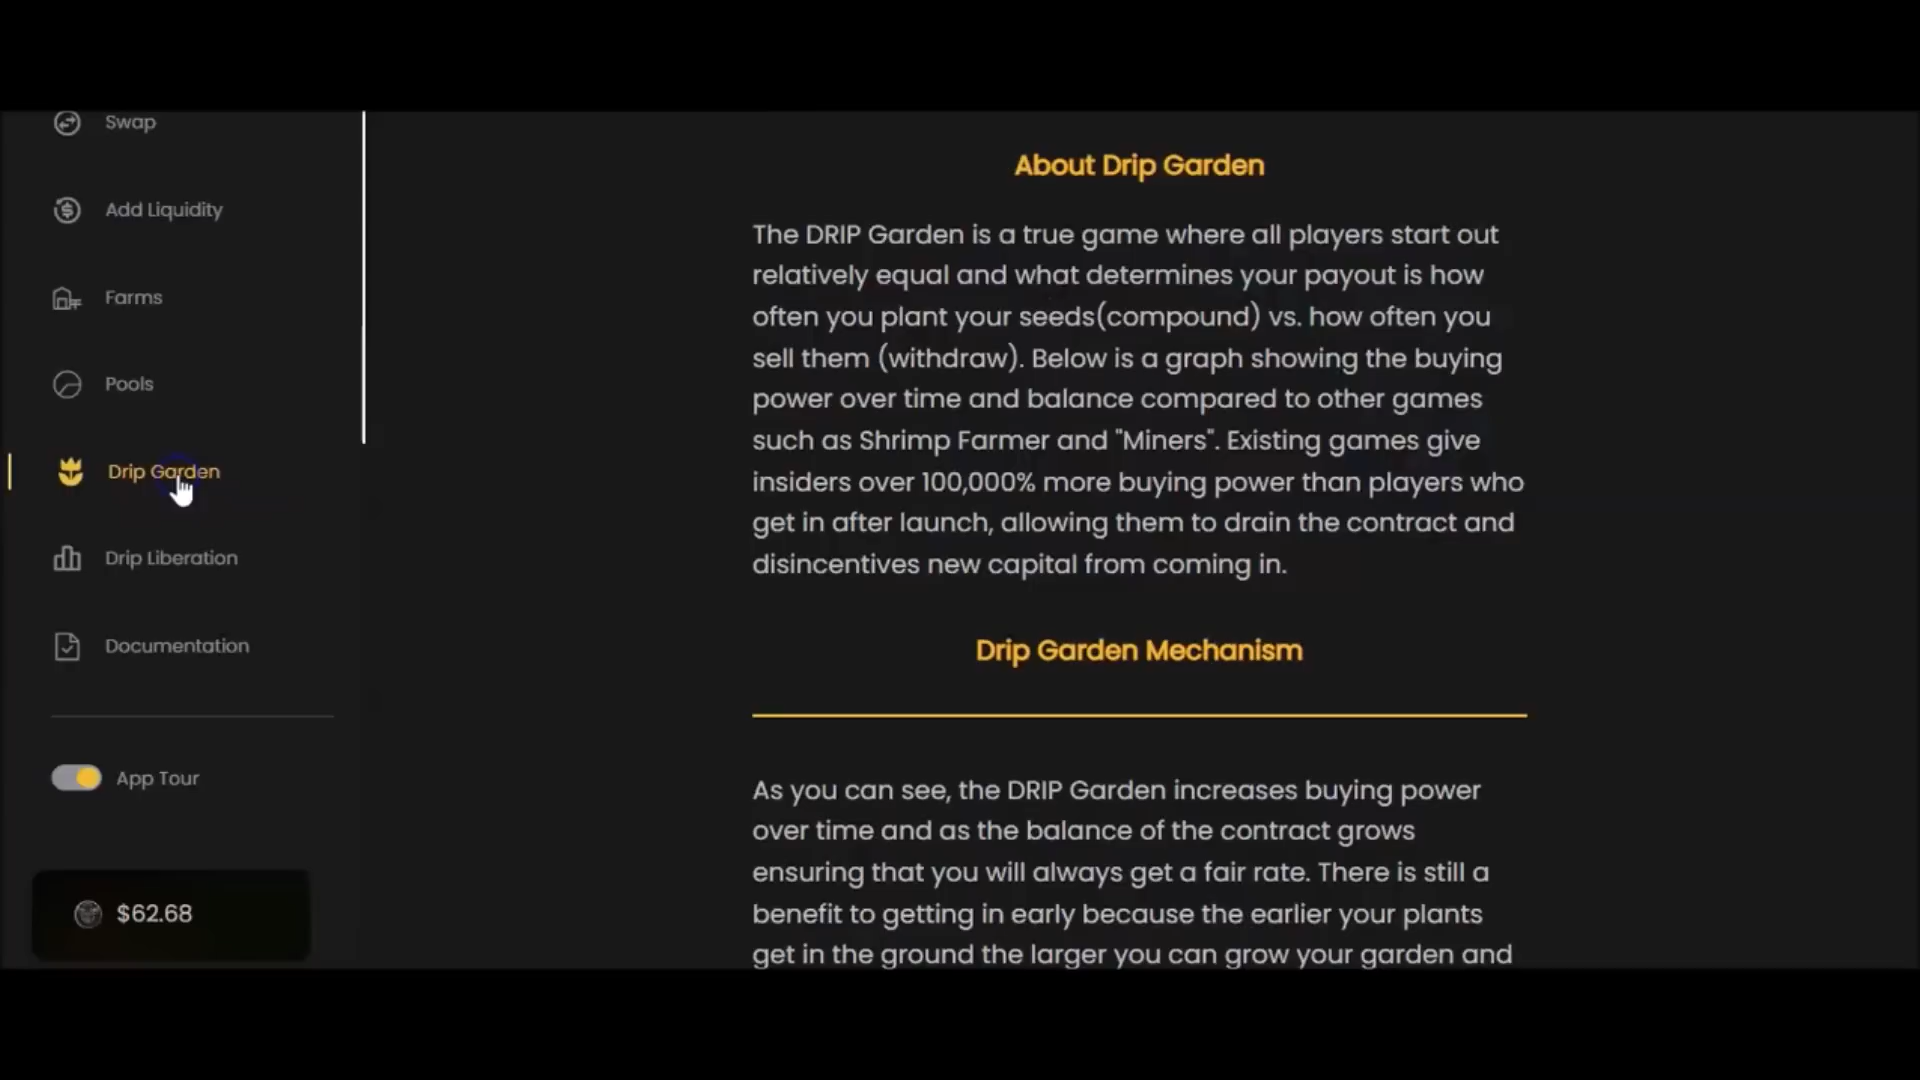 Swap
Add Liquidity
Farms
Pools
Drip Garden
Drip Liberation
Documentation
App Tour
$62.68
About Drip Garden
The DRIP Garden is a true game where all players start out
relatively equal and what determines your payout is how
often you plant your seeds(compound) vs. how often you
sell them (withdraw). Below is a graph showing the buying
power over time and balance compared to other games
such as Shrimp Farmer and "Miners". Existing games give
insiders over 100,000% more buying power than players who
get in after launch, allowing them to drain the contract and
disincentives new capital from coming in.
Drip Garden Mechanism
As you can see, the DRIP Garden increases buying power
over time and as the balance of the contract grows
ensuring that you will always get a fair rate. There is still a
benefit to getting in early because the earlier your plants
get in the ground the larger you can grow your garden and